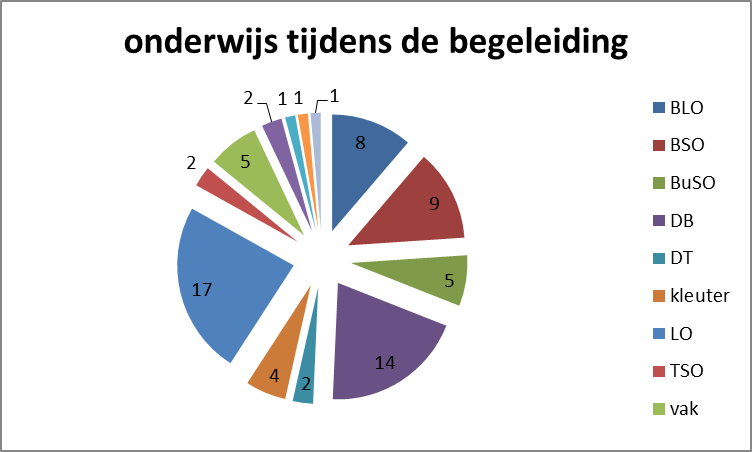 onderwijs tijdens de begeleiding
8
9
5
14
2
4
17
2
5
2
1
1
1
BLO
BSO
BuSO
DB
DT
kleuter
LO
TSO
vak